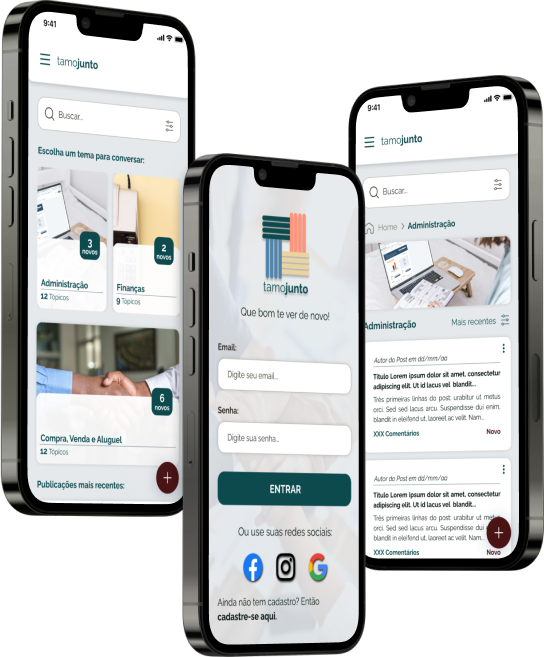 9:41
tamojunto
Buscar..
Escolha um tema para conversar:
3
novos
Administração
12 Tópicos
2
novos
Finanças
9 Tópicos
6
novos
Compra, Venda e Aluguel
12 Tópicos
Publicações mais recentes:
+
tamojunto
Que bom te ver de novo!
Email:
Digite seu email...
Senha:
Digite sua senha...
ENTRAR
Ou use suas redes sociais:
Ainda não tem cadastro? Então
cadastre-se aqui.
9:41
tamojunto
Buscar...
Home > Administração
Administração
Mais recentes
Autor do Post em dd/mm/aa
Título Lorem ipsum dolor sit amet, consectetur
adipiscing elit. Ut id lacus vel blandit...
Três primeiras linhas do post: urabitur ut metus
orci. Sed sed lacus arcu. Suspendisse dui enim,
blandit in eleifend ut, laoreet ac velit. Nam...
XXX Comentários
Novo
Autor do Post em dd/mm/aa
Título Lorem ipsum dolor sit amet, consectetur
adipiscing elit. Ut id lacus vel blandit...
Três primeiras linhas do post: urabitur ut metus
orci. Sed sed lacus arcu. Suspendisse dui
blandit in eleifend ut, laoreet ac velit. Nam...
XXX Comentários
Novo
+